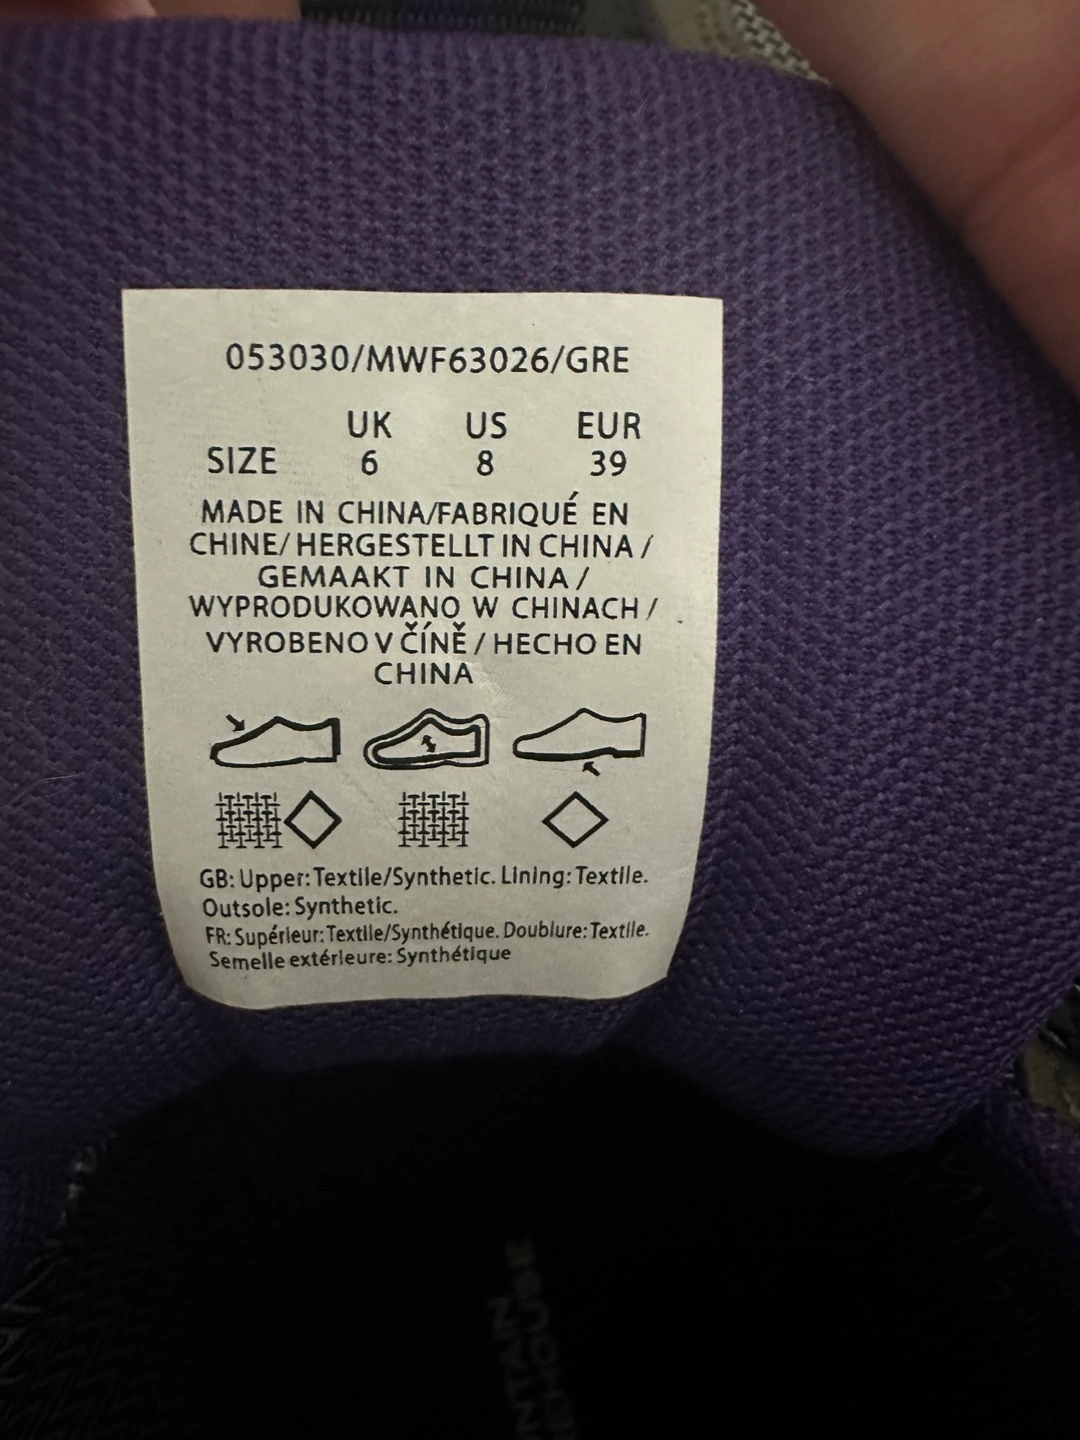 053030/MWF63026/GRE
UK US EUR
SIZE 6 8 39
MADE IN CHINA/FABRIQUÉ EN
CHINE/HERGESTELLT IN CHINA /
GEMAAKT IN CHINA /
WYPRODUKOWANO W CHINACH /
VYROBENO V ČÍNĚ / HECHO EN
CHINA
GB: Upper: Textile/Synthetic. Lining: Textile.
Outsole: Synthetic.
FR: Supérieur: Textile/Synthétique. Doublure: Textile.
Semelle extérieure: Synthétique
NTAIN
EHOUSE